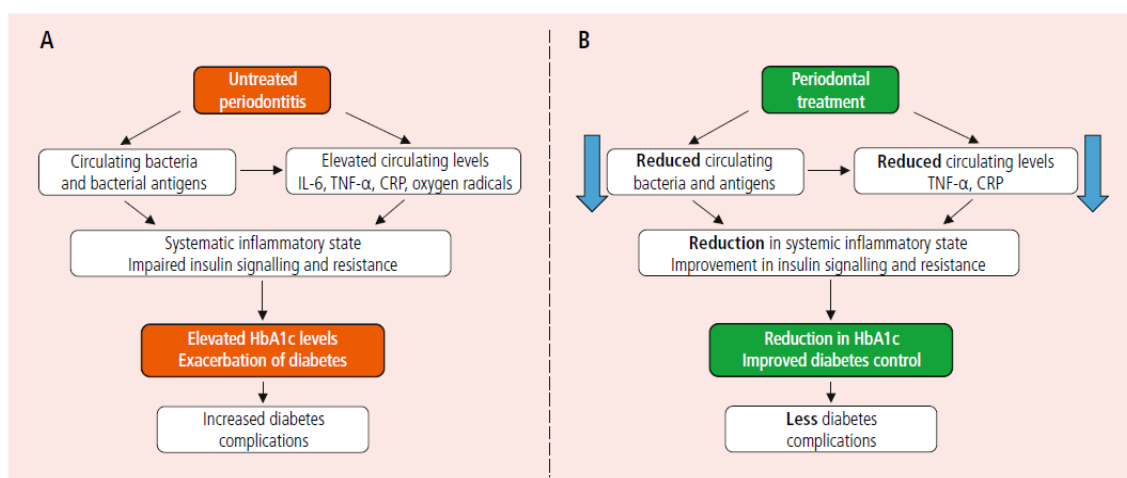 A
Untreated
periodontitis
Circulating bacteria
and bacterial antigens
Elevated circulating levels
IL-6, TNF-α, CRP, oxygen radicals
Systematic inflammatory state
Impaired insulin signalling and resistance
Elevated HbA1c levels
Exacerbation of diabetes
Increased diabetes
complications
B
Periodontal
treatment
Reduced circulating
bacteria and antigens
Reduced circulating levels
TNF-α, CRP
Reduction in systemic inflammatory state
Improvement in insulin signalling and resistance
Reduction in HbA1c
Improved diabetes control
Less diabetes
complications